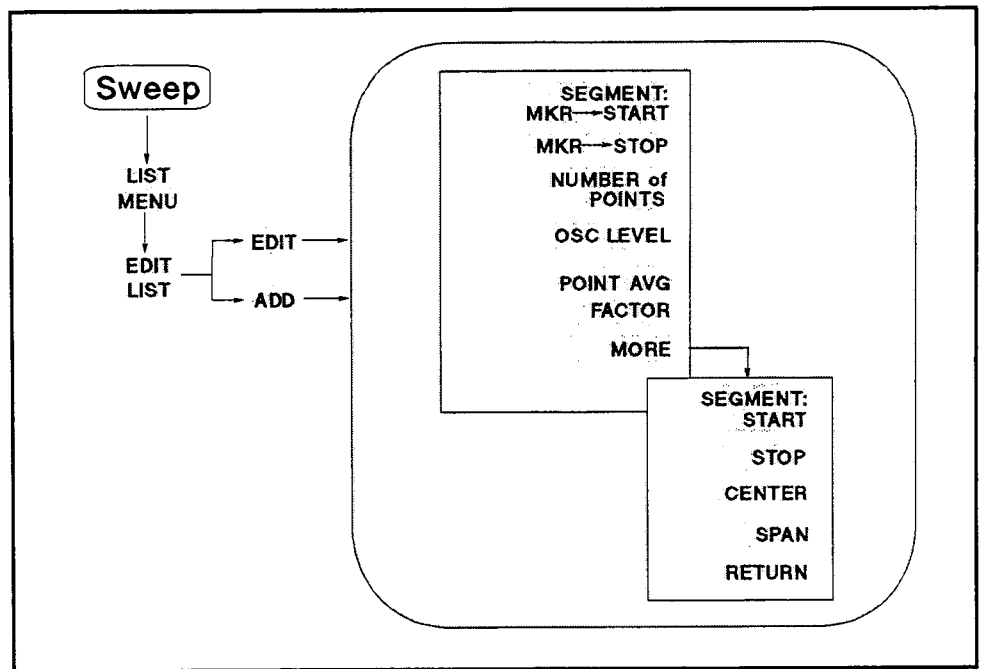 Sweep
LIST
MENU
EDIT
LIST
EDIT
ADD
SEGMENT:
MKR→START
MKR→STOP
NUMBER of
POINTS
OSC LEVEL
POINT AVG
FACTOR
MORE
SEGMENT:
START
STOP
CENTER
SPAN
RETURN